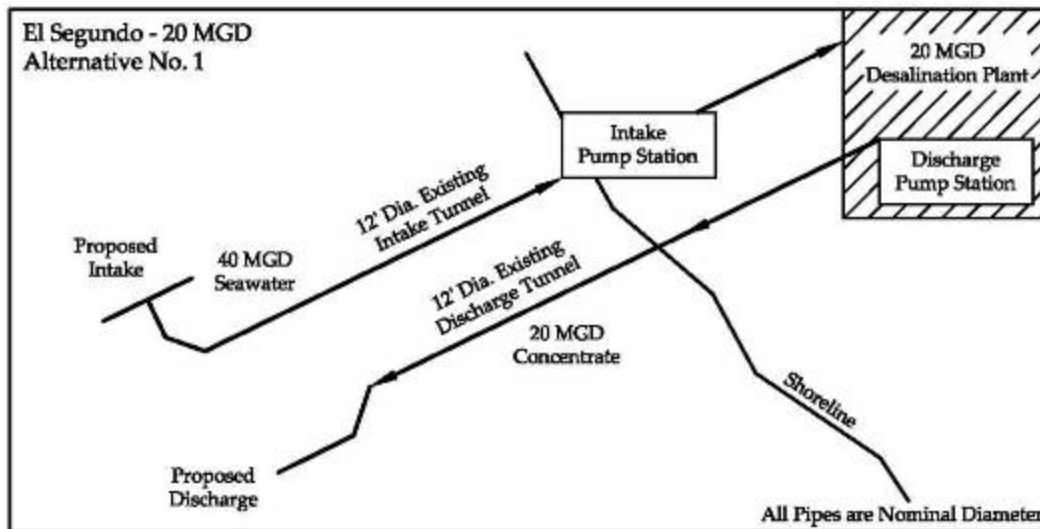 El Segundo - 20 MGD
Alternative No. 1
20 MGD
Desalination Plant
Intake
Pump Station
Discharge
Pump Station
12' Dia. Existing
Intake Tunnel
Proposed
Intake
40 MGD
Seawater
12' Dia. Existing
Discharge Tunnel
20 MGD
Concentrate
Shoreline
Proposed
Discharge
All Pipes are Nominal Diameter